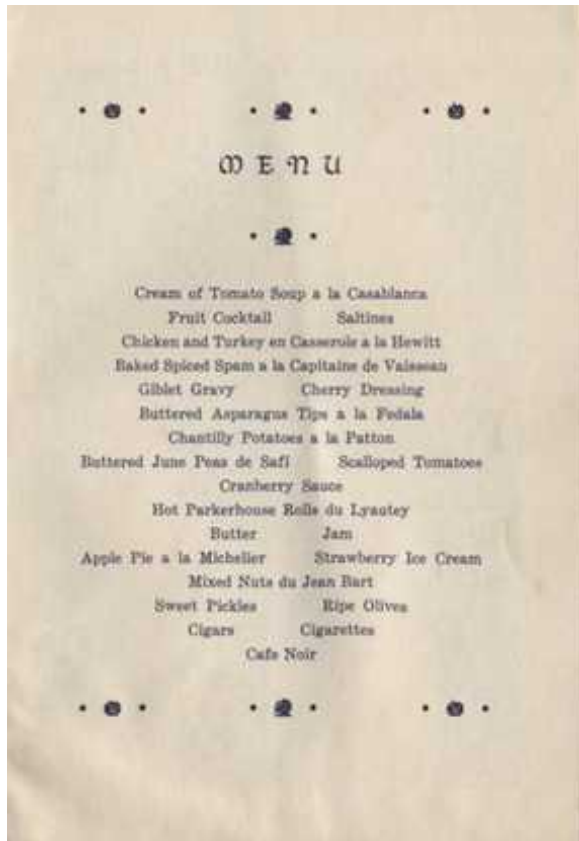 MENU
Cream of Tomato Soup a la Casablanca
Fruit Cocktail Saltines
Chicken and Turkey en Casserole a la Hewitt
Baked Spiced Spam a la Capitaine de Vaisseau
Giblet Gravy Cherry Dressing
Buttered Asparagus Tips a la Fedala
Chantilly Potatoes a la Patton
Buttered June Peas de Safi Scalloped Tomatoes
Cranberry Sauce
Hot Parkerhouse Rolls du Lyautey
Butter Jam
Apple Pie a la Michelier Strawberry Ice Cream
Mixed Nuts du Jean Bart
Sweet Pickles Ripe Olives
Cigars Cigarettes
Cafe Noir